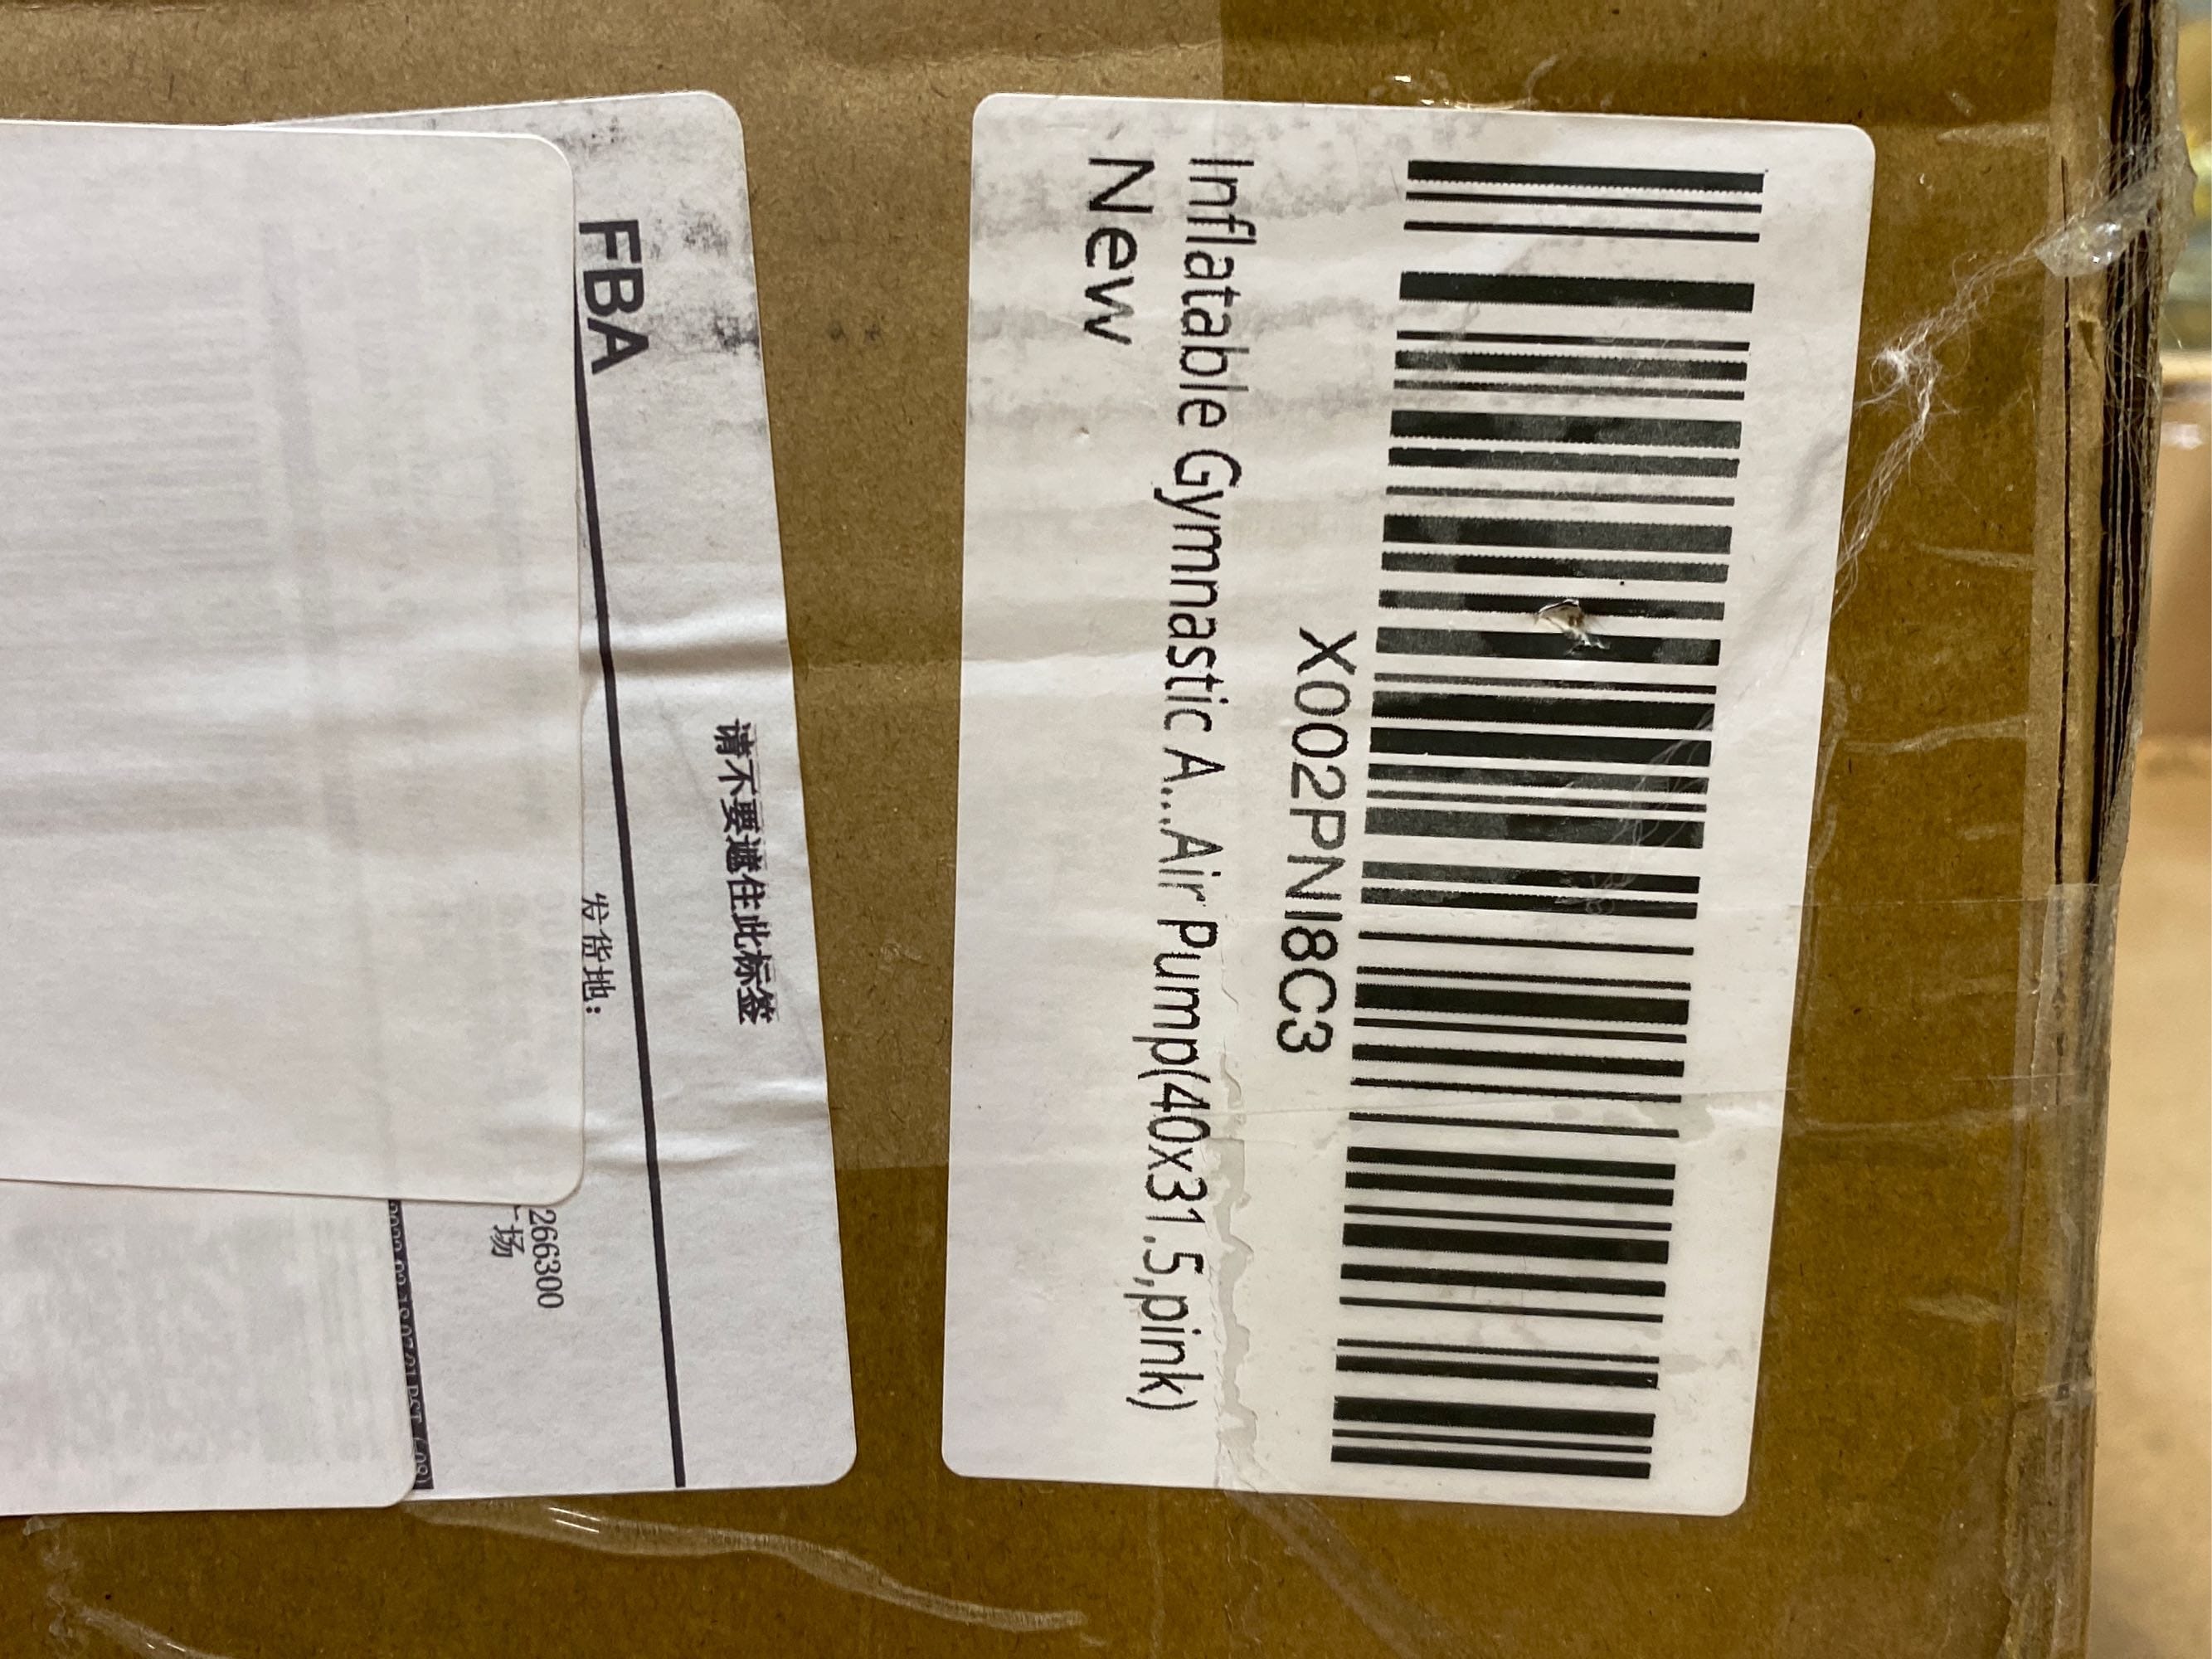 X002PNI8C3
Inflatable Gymnastic A...Air Pump(40x31.5,pink)
New
请不要遮住此标签
FBA
发货地：
266300
场